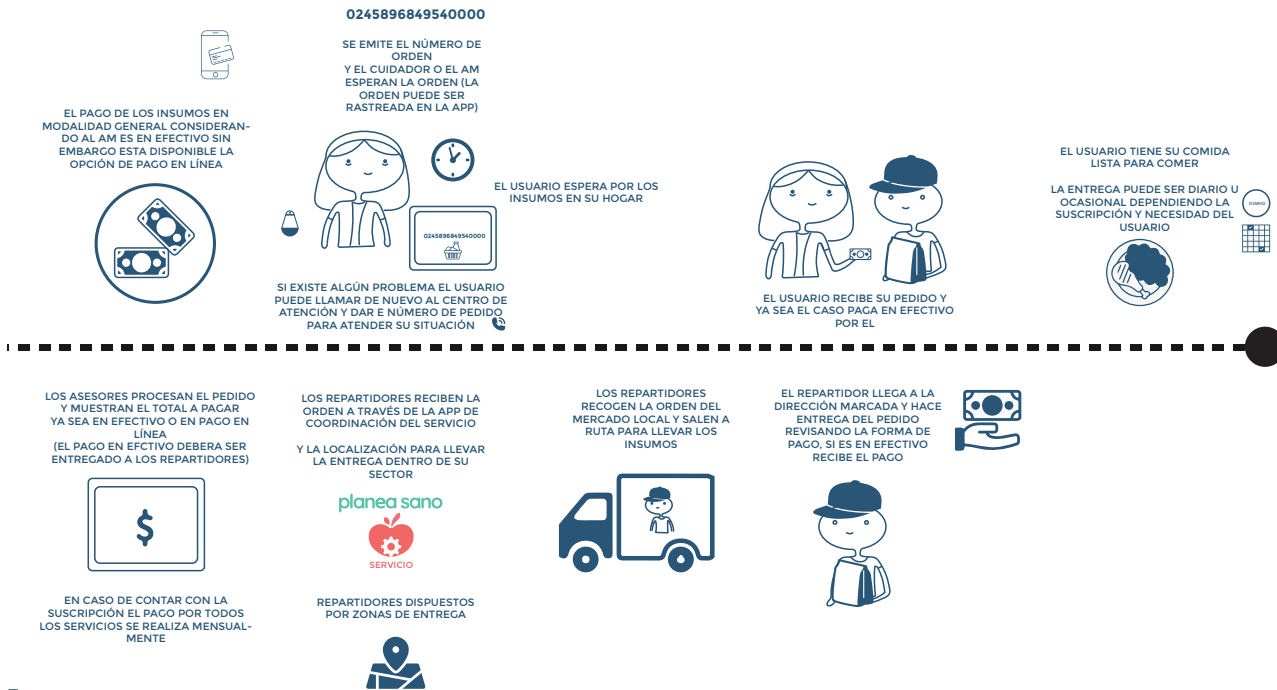 0245896849540000
SE EMITE EL NÚMERO DE
ORDEN
Y EL CUIDADOR O EL AM
ESPERAN LA ORDEN (LA
ORDEN PUEDE SER
RASTREADA EN LA APP)
EL PAGO DE LOS INSUMOS EN
MODALIDAD GENERAL CONSIDERAN-
DO AL AM ES EN EFECTIVO SIN
EMBARGO ESTA DISPONIBLE LA
OPCIÓN DE PAGO EN LÍNEA
EL USUARIO ESPERA POR LOS
INSUMOS EN SU HOGAR
0245896849540000
SI EXISTE ALGÚN PROBLEMA EL USUARIO
PUEDE LLAMAR DE NUEVO AL CENTRO DE
ATENCIÓN Y DAR E NÚMERO DE PEDIDO
PARA ATENDER SU SITUACIÓN
EL USUARIO RECIBE SU PEDIDO Y
YA SEA EL CASO PAGA EN EFECTIVO
POR EL
EL USUARIO TIENE SU COMIDA
LISTA PARA COMER
LA ENTREGA PUEDE SER DIARIO U
OCASIONAL DEPENDIENDO LA
SUSCRIPCIÓN Y NECESIDAD DEL
USUARIO
DIARIO
LOS ASESORES PROCESAN EL PEDIDO
Y MUESTRAN EL TOTAL A PAGAR
YA SEA EN EFECTIVO O EN PAGO EN
LÍNEA
(EL PAGO EN EFCTIVO DEBERA SER
ENTREGADO A LOS REPARTIDORES)
$
EN CASO DE CONTAR CON LA
SUSCRIPCIÓN EL PAGO POR TODOS
LOS SERVICIOS SE REALIZA MENSUAL-
MENTE
LOS REPARTIDORES RECIBEN LA
ORDEN A TRAVÉS DE LA APP DE
COORDINACIÓN DEL SERVICIO
Y LA LOCALIZACIÓN PARA LLEVAR
LA ENTREGA DENTRO DE SU
SECTOR
planea sano
SERVICIO
REPARTIDORES DISPUESTOS
POR ZONAS DE ENTREGA
LOS REPARTIDORES
RECOGEN LA ORDEN DEL
MERCADO LOCAL Y SALEN A
RUTA PARA LLEVAR LOS
INSUMOS
EL REPARTIDOR LLEGA A LA
DIRECCIÓN MARCADA Y HACE
ENTREGA DEL PEDIDO
REVISANDO LA FORMA DE
PAGO, SI ES EN EFECTIVO
RECIBE EL PAGO